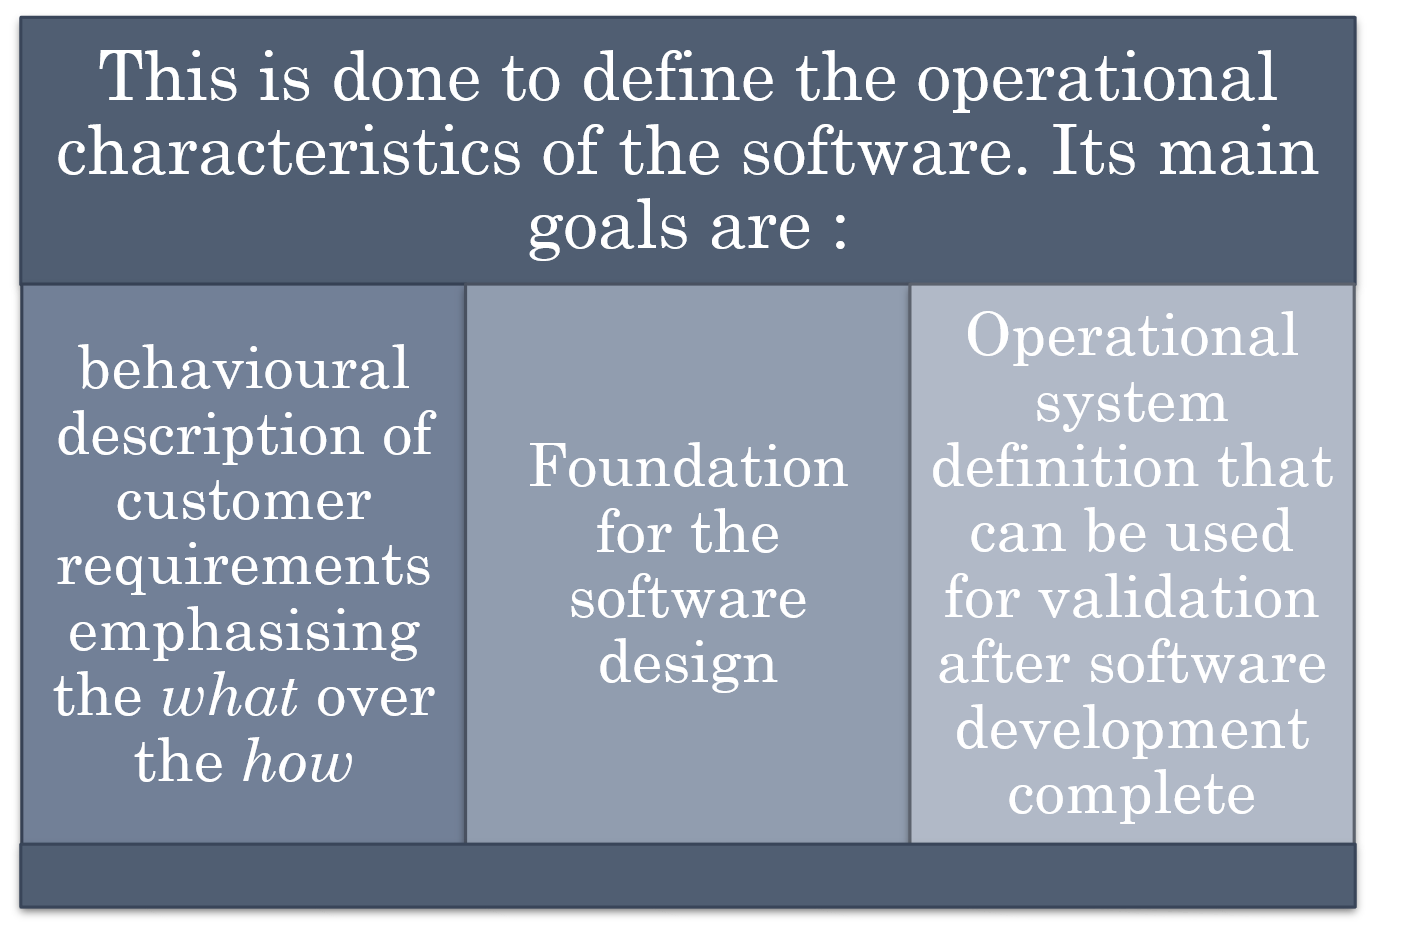 This is done to define the operational
characteristics of the software. Its main
goals are :
behavioural
description of
customer
requirements
emphasising
the what over
the how
Foundation
for the
software
design
Operational
system
definition that
can be used
for validation
after software
development
complete